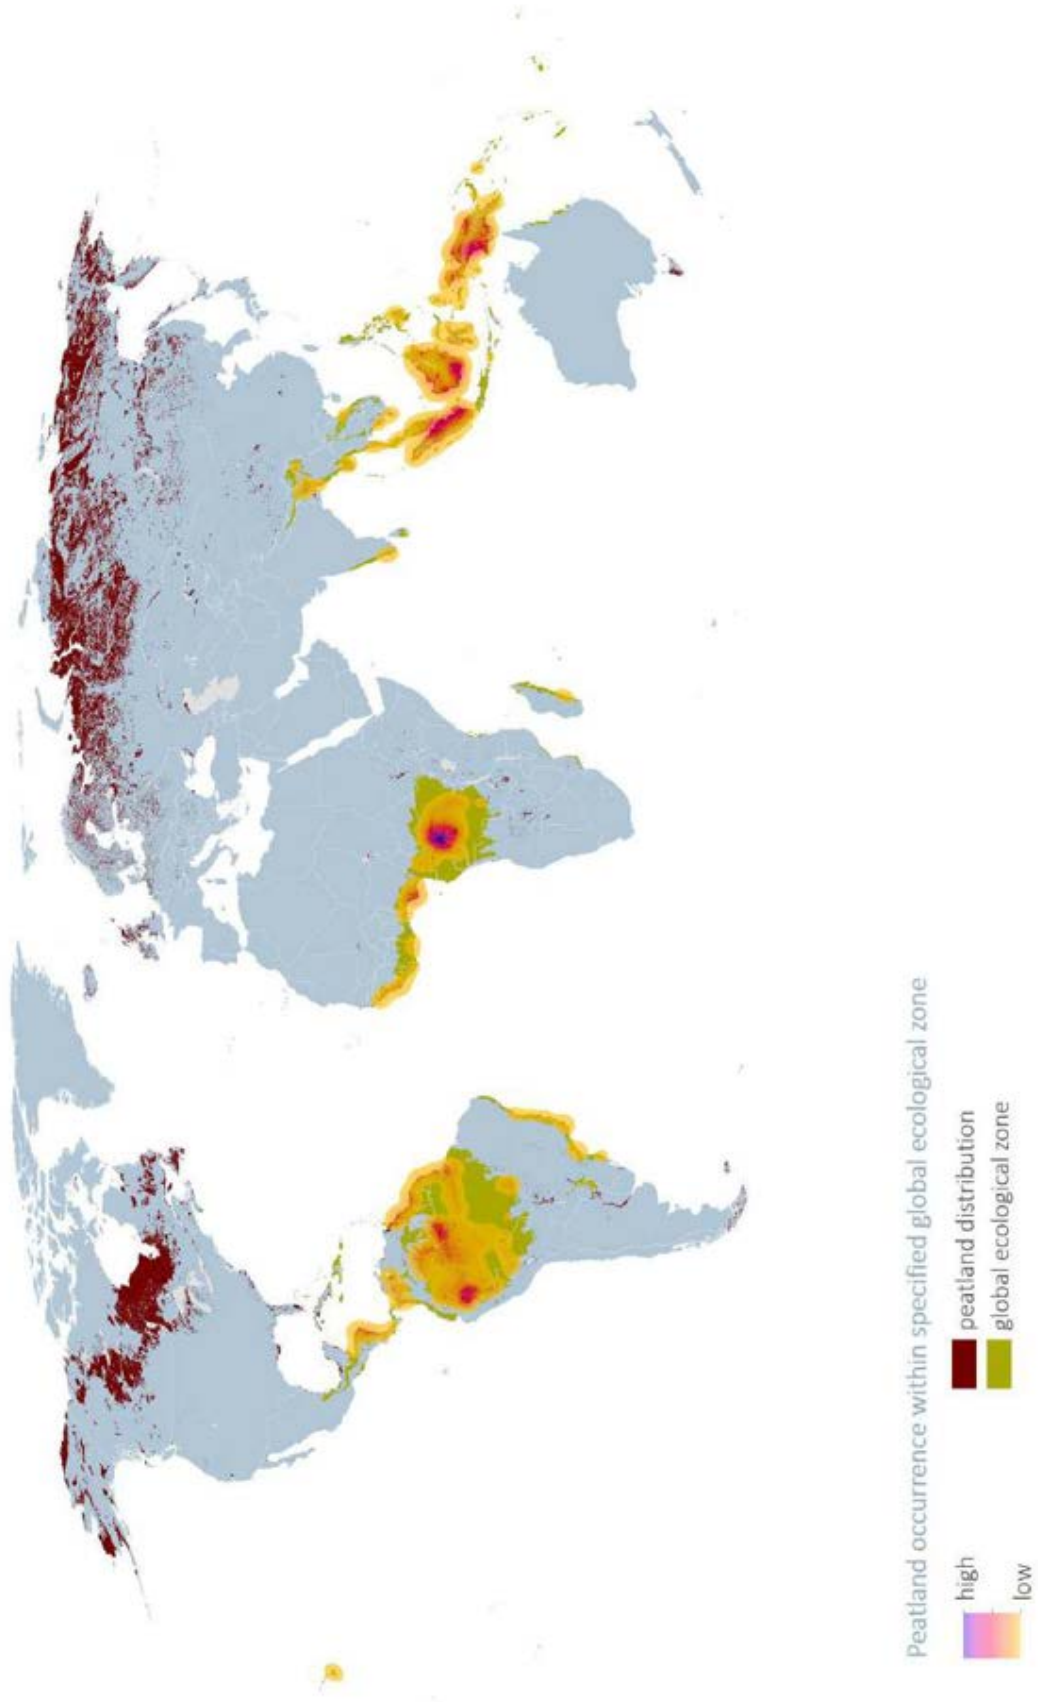 Peatland occurrence within specified global ecological zone
high
low
peatland distribution
global ecological zone